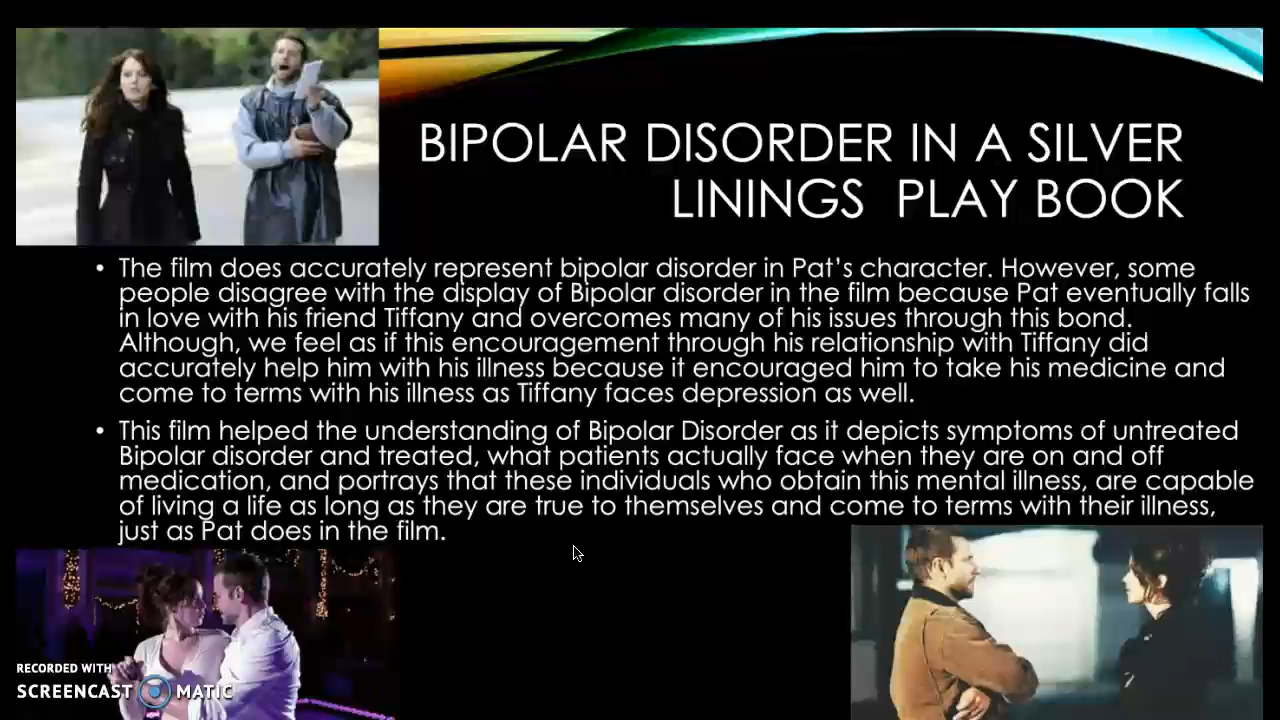 BIPOLAR DISORDER IN A SILVER
LININGS PLAY BOOK
• The film does accurately represent bipolar disorder in Pat's character. However, some
people disagree with the display of Bipolar disorder in the film because Pat eventually falls
in love with his friend Tiffany and overcomes many of his issues through this bond.
Although, we feel as if this encouragement through his relationship with Tiffany did
accurately help him with his illness because it encouraged him to take his medicine and
come to terms with his illness as Tiffany faces depression as well.
• This film helped the understanding of Bipolar Disorder as it depicts symptoms of untreated
Bipolar disorder and treated, what patients actually face when they are on and off
medication, and portrays that these individuals who obtain this mental illness, are capable
of living a life as long as they are true to themselves and come to terms with their illness,
just as Pat does in the film.
RECORDED WITH
SCREENCAST MATIC